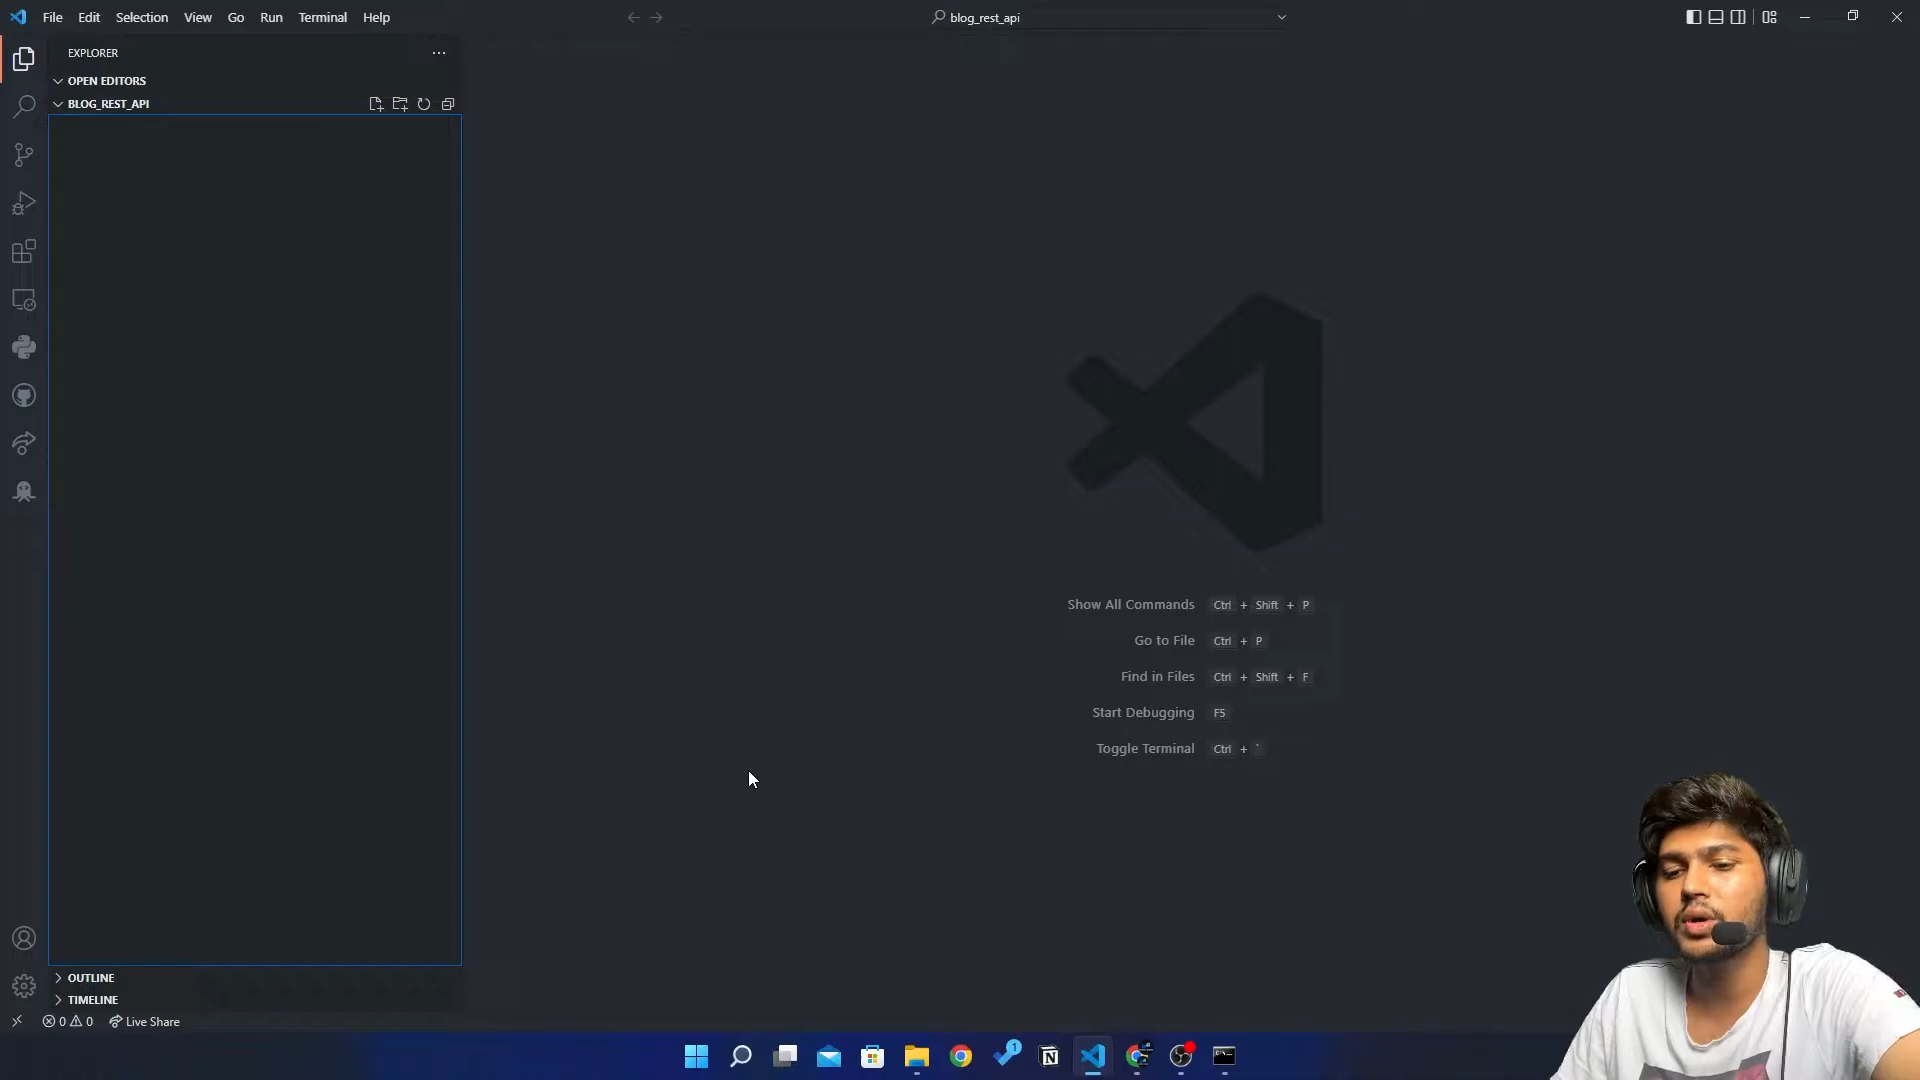 File Edit Selection View Go Run Terminal Help
blog_rest_api
EXPLORER
OPEN EDITORS
BLOG_REST_API
Show All Commands Ctrl + Shift + P
Go to File Ctrl + P
Find in Files Ctrl + Shift + F
Start Debugging F5
Toggle Terminal Ctrl + `
OUTLINE
TIMELINE
0 0 Live Share
1